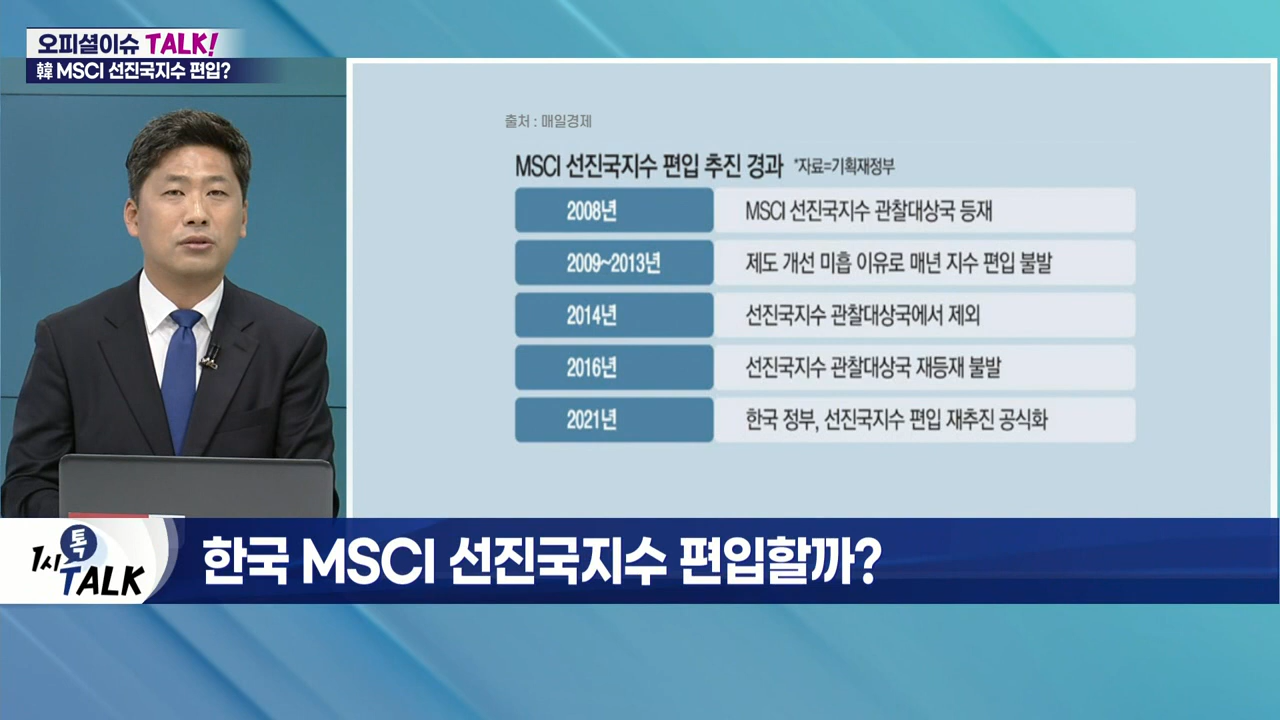 오피셜이슈 TALK!
韓 MSCI 선진국지수 편입?
출처 : 매일경제
MSCI 선진국지수 편입 추진 경과 *자료=기획재정부
2008년 MSCI 선진국지수 관찰대상국 등재
2009~2013년 제도 개선 미흡 이유로 매년 지수 편입 불발
2014년 선진국지수 관찰대상국에서 제외
2016년 선진국지수 관찰대상국 재등재 불발
2021년 한국 정부, 선진국지수 편입 재추진 공식화
1시 톡 TALK
한국 MSCI 선진국지수 편입할까?